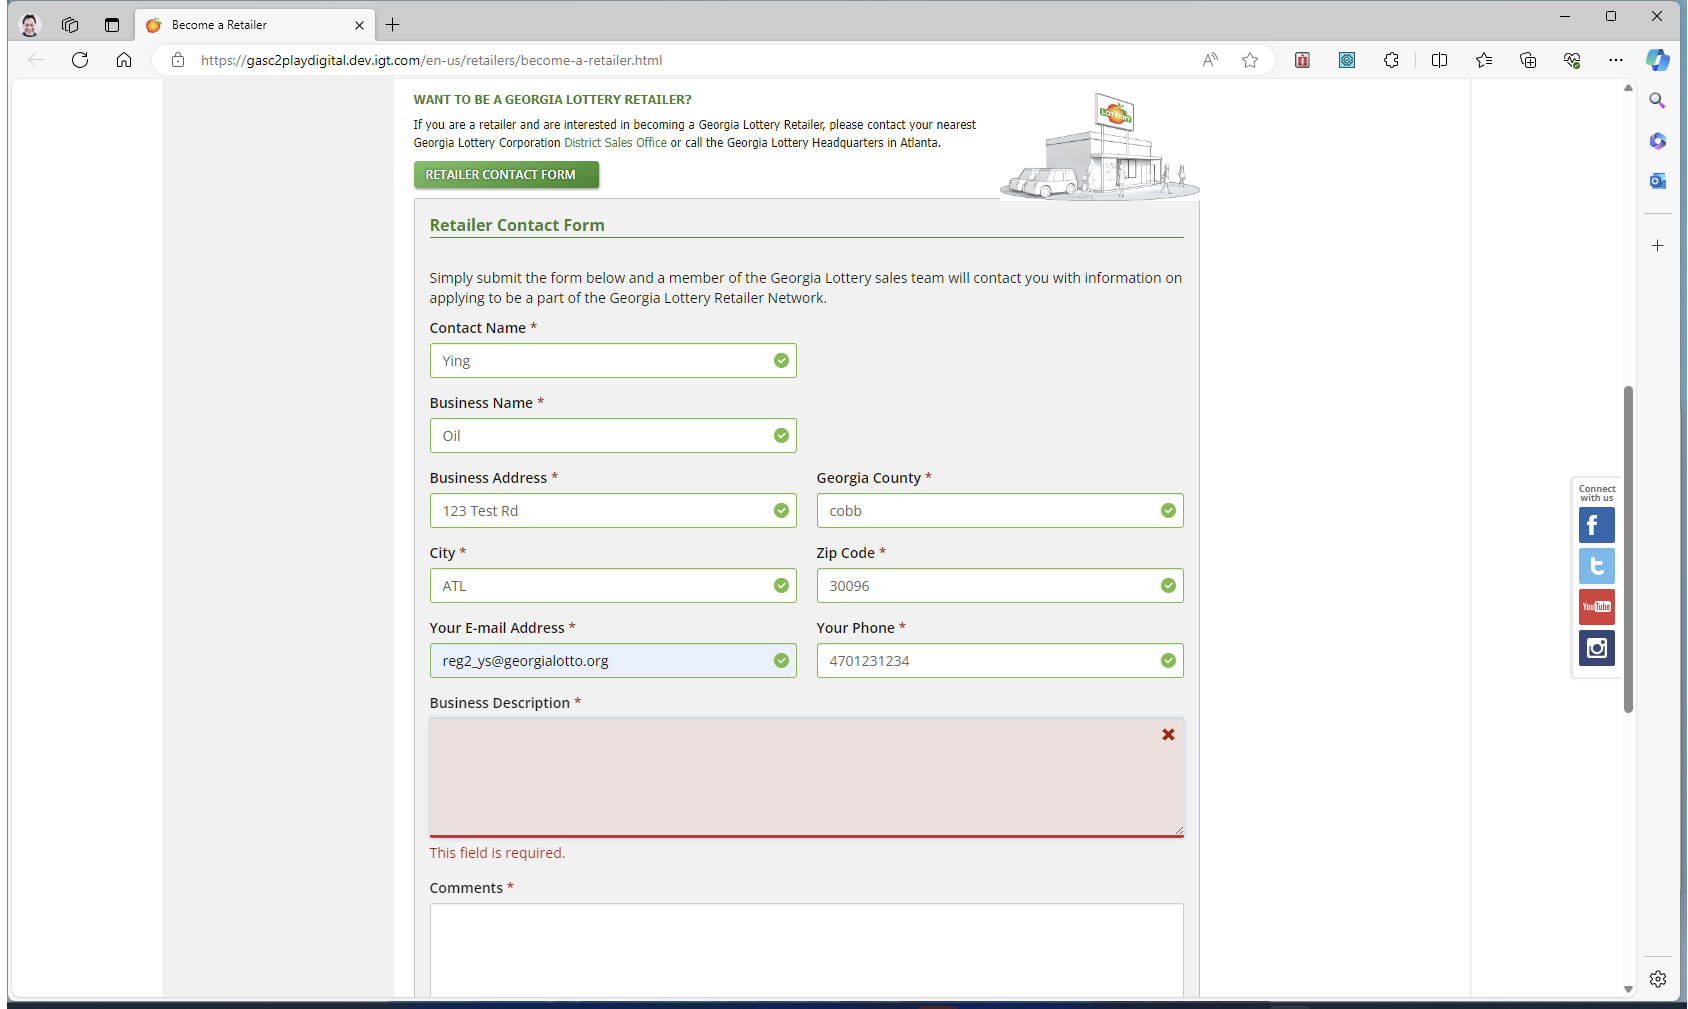 Become a Retailer
https://gasc2playdigital.dev.igt.com/en-us/retailers/become-a-retailer.html
WANT TO BE A GEORGIA LOTTERY RETAILER?
If you are a retailer and are interested in becoming a Georgia Lottery Retailer, please contact your nearest
Georgia Lottery Corporation District Sales Office or call the Georgia Lottery Headquarters in Atlanta.
LOTTERY
RETAILER CONTACT FORM
Retailer Contact Form
Simply submit the form below and a member of the Georgia Lottery sales team will contact you with information on
applying to be a part of the Georgia Lottery Retailer Network.
Contact Name *
Ying
Business Name *
Oil
Business Address * Georgia County *
123 Test Rd cobb
City * Zip Code *
ATL 30096
Your E-mail Address * Your Phone *
reg2_ys@georgialotto.org 4701231234
Business Description *
This field is required.
Comments *
Connect
with us
YouTube